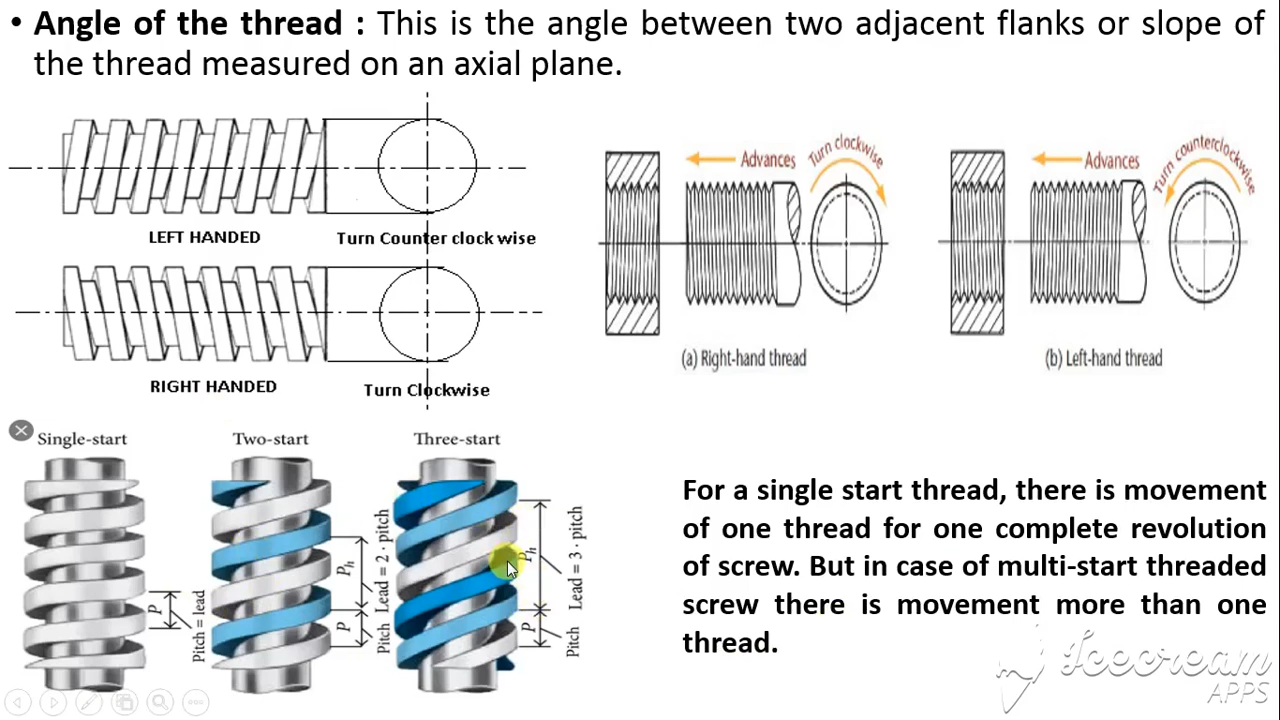 • Angle of the thread : This is the angle between two adjacent flanks or slope of
the thread measured on an axial plane.
LEFT HANDED
Turn Counter clock wise
RIGHT HANDED
Turn Clockwise
Advances
Turn clockwise
(a) Right-hand thread
Advances
Turn counterclockwise
(b) Left-hand thread
Single-start
Two-start
Three-start
P
Pitch = lead
Ph
P
Pitch Lead = 2 · pitch
Ph
P
Pitch Lead = 3 · pitch
For a single start thread, there is movement
of one thread for one complete revolution
of screw. But in case of multi-start threaded
screw there is movement more than one
thread.
Icecream
APPS